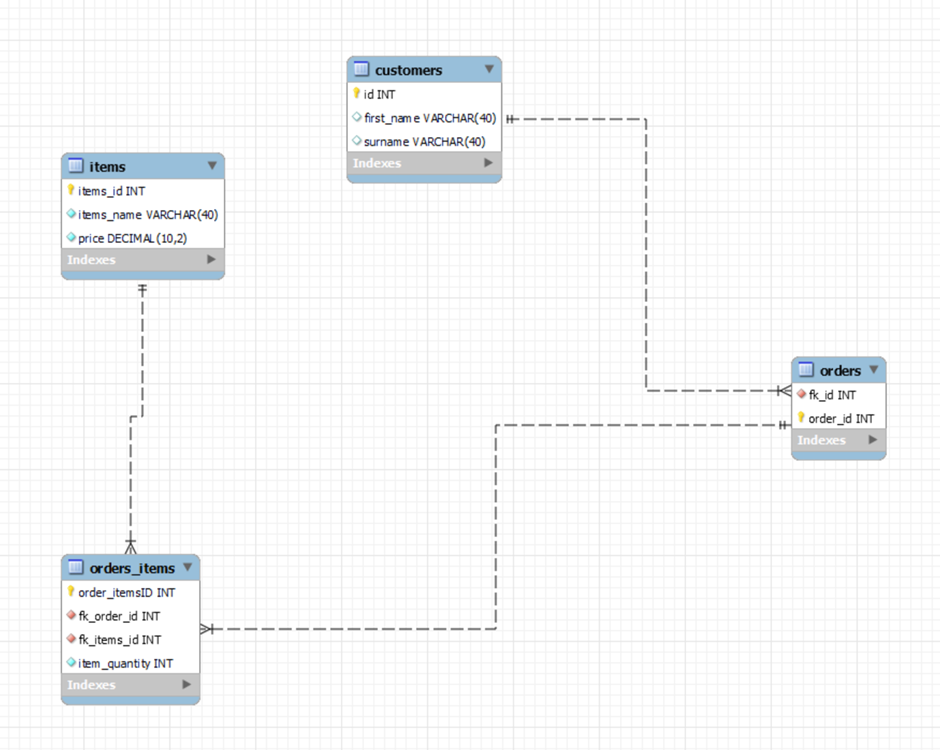 customers
id INT
first_name VARCHAR(40)
surname VARCHAR(40)
Indexes
items
items_id INT
items_name VARCHAR(40)
price DECIMAL(10,2)
Indexes
orders
fk_id INT
order_id INT
Indexes
orders_items
order_itemsID INT
fk_order_id INT
fk_items_id INT
item_quantity INT
Indexes